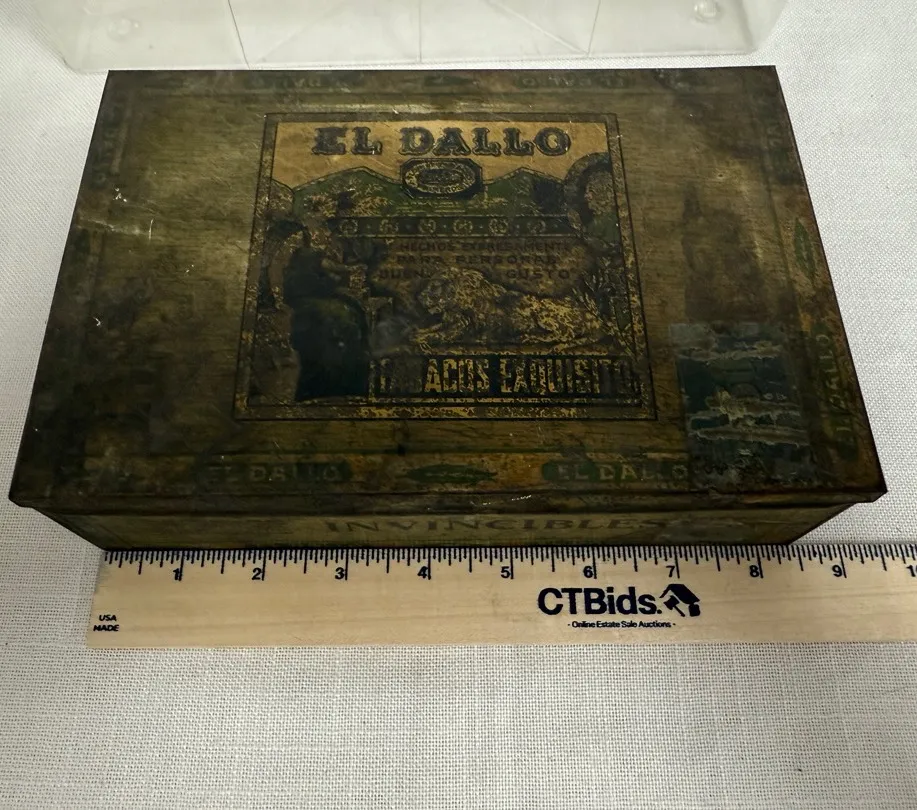 EL DALLO
HECHOS EXPRESAMENTE
PARA PERSONAS
BUEN GUSTO
TABACOS EXQUISITOS
EL DALLO
EL DALLO EL DALLO
INVINCIBLES
1 2 3 4 5 6 7 8 9 10
CTBids.
- Online Estate Sale Auctions -
USA
MADE